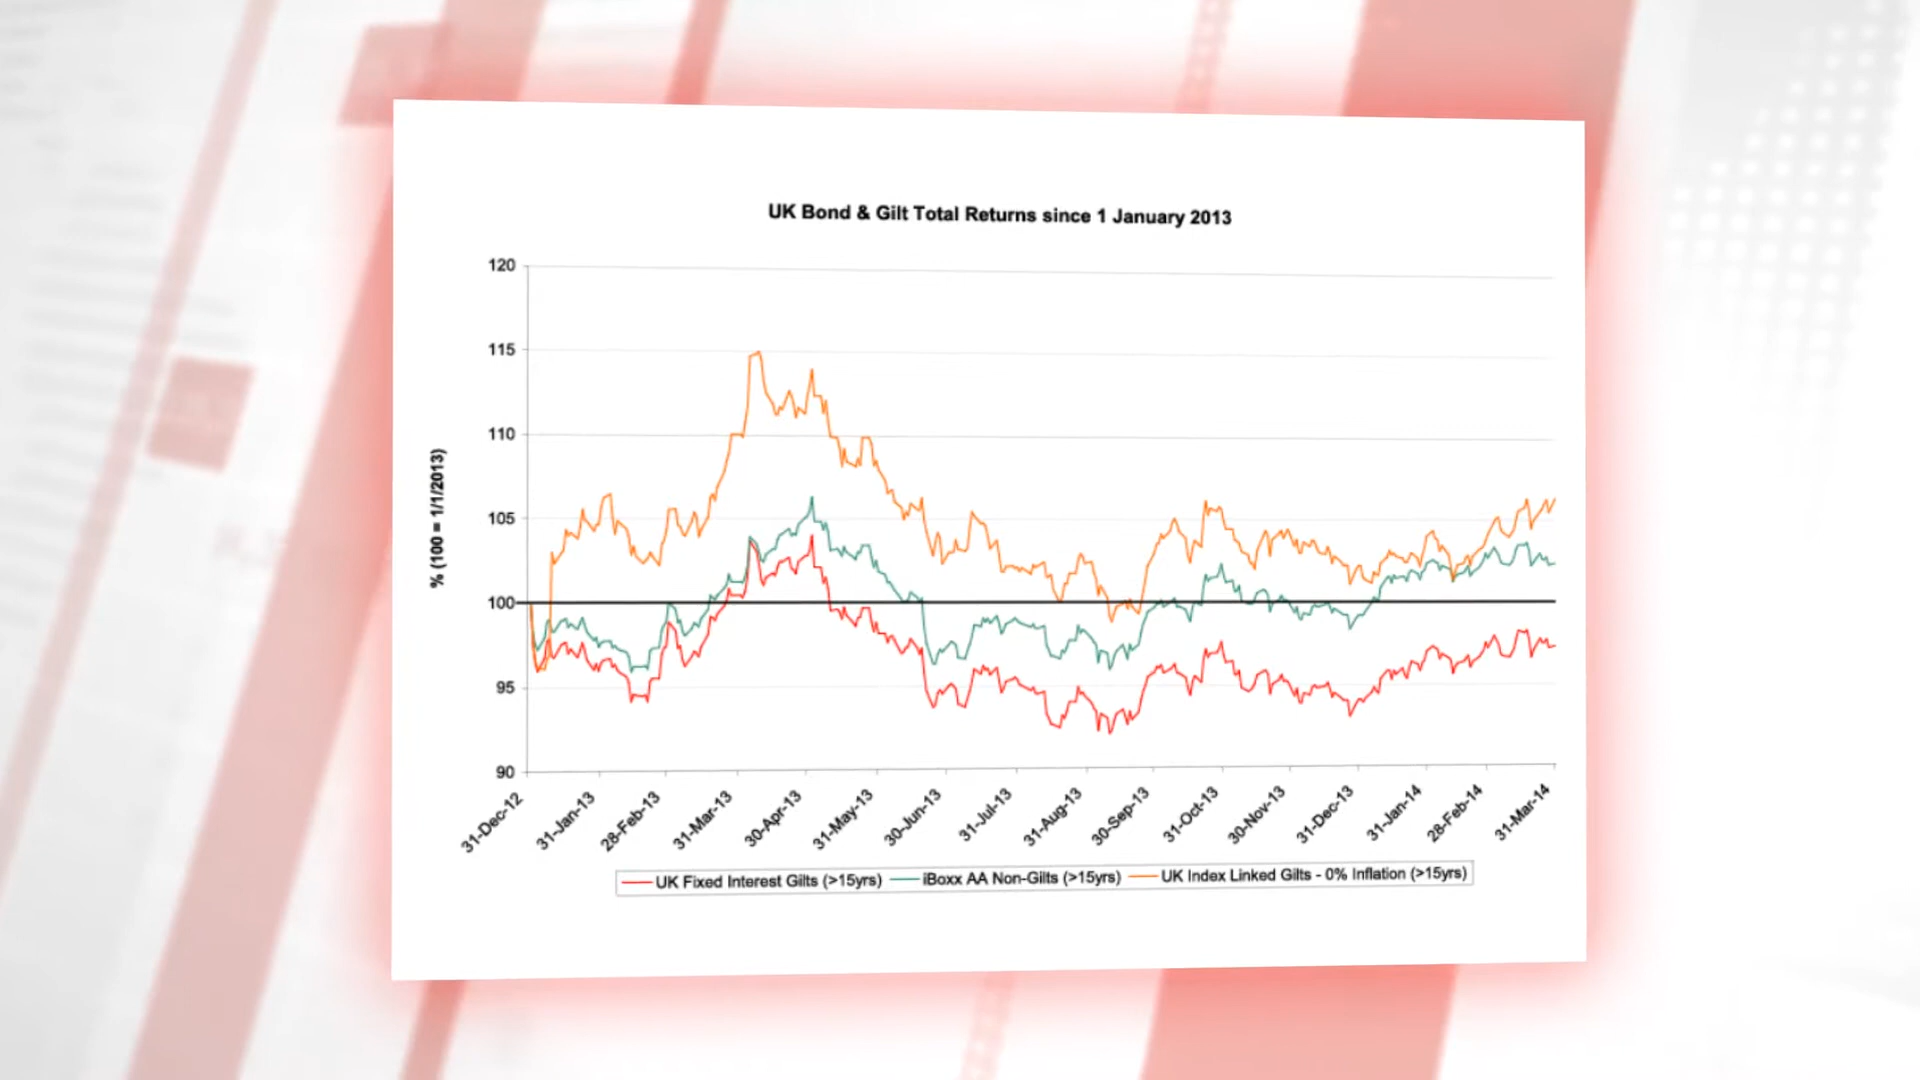 UK Bond & Gilt Total Returns since 1 January 2013
% (100 = 1/1/2013)
120
115
110
105
100
95
90
31-Dec-12
31-Jan-13
28-Feb-13
31-Mar-13
30-Apr-13
31-May-13
30-Jun-13
31-Jul-13
31-Aug-13
30-Sep-13
31-Oct-13
30-Nov-13
31-Dec-13
31-Jan-14
28-Feb-14
31-Mar-14
UK Fixed Interest Gilts (>15yrs) iBoxx AA Non-Gilts (>15yrs) UK Index Linked Gilts - 0% Inflation (>15yrs)